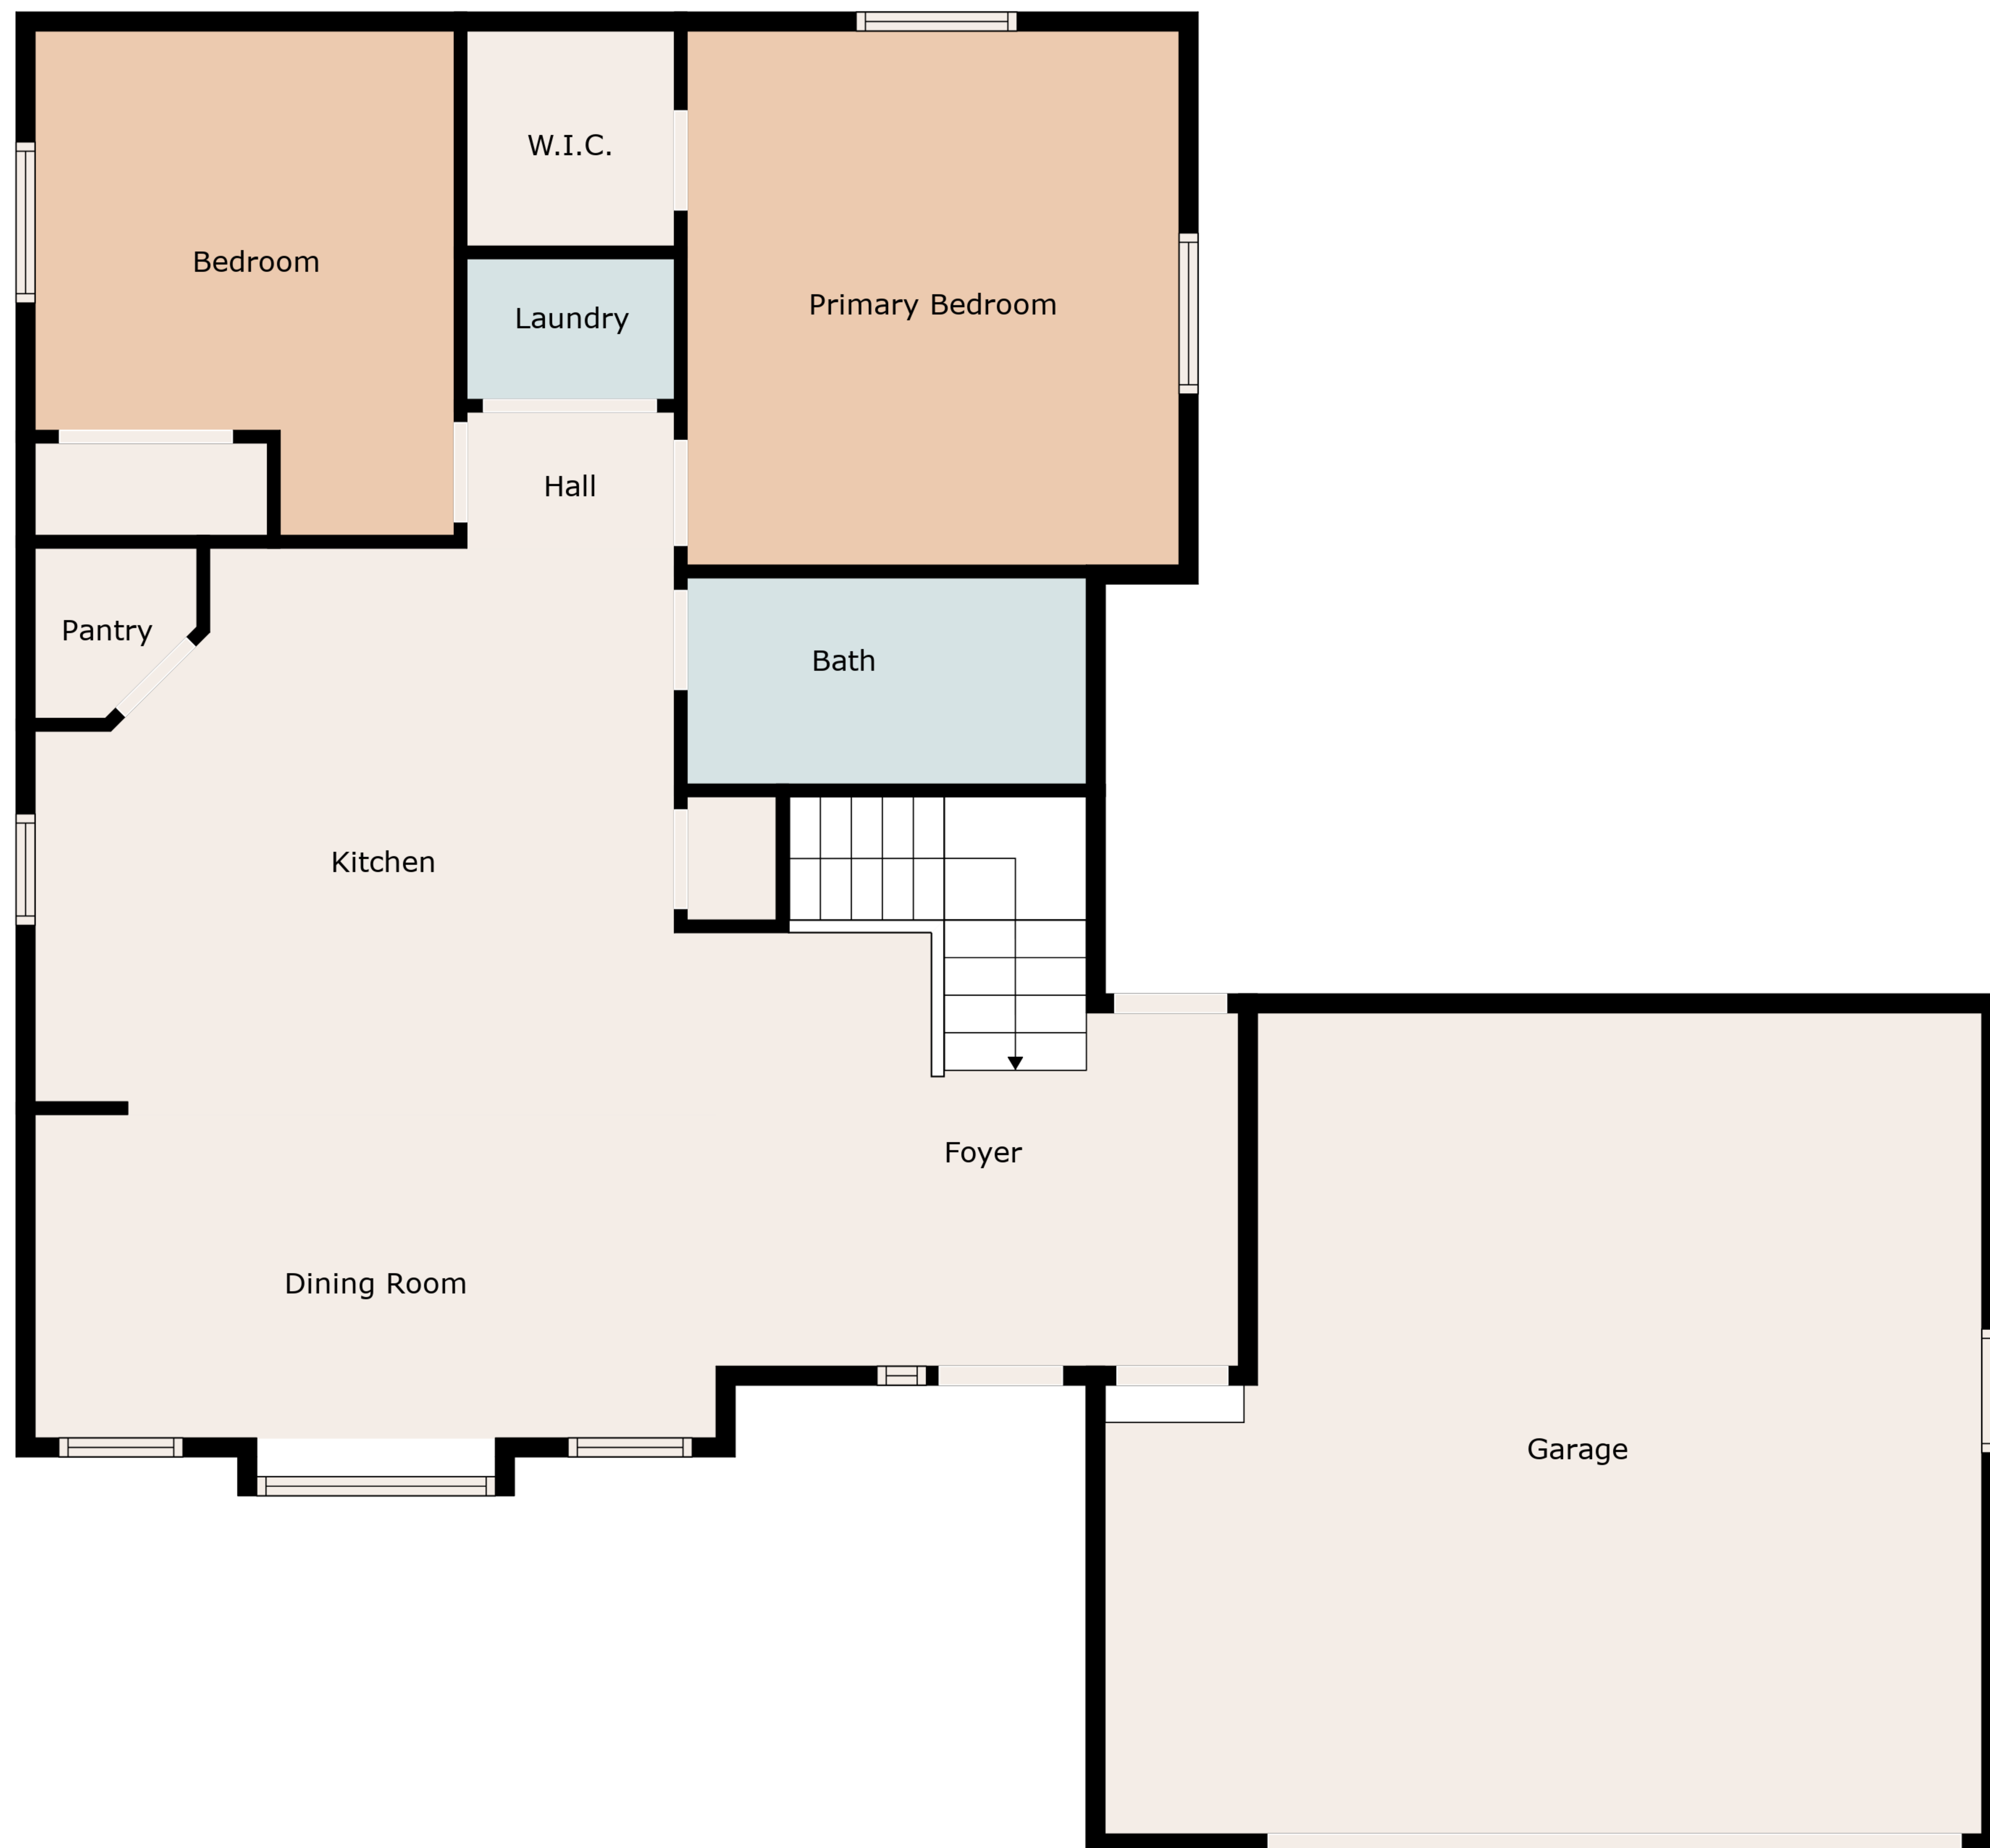 W.I.C.
Bedroom
Primary Bedroom
Laundry
Hall
Pantry
Bath
Kitchen
Foyer
Dining Room
Garage